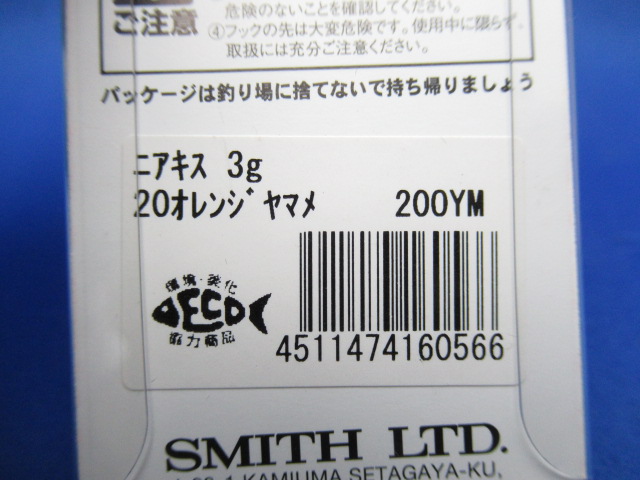 危険のないことを確認してください。
ご注意 ④フックの先は大変危険です。使用中に限らず、
取扱には充分ご注意ください。
パッケージは釣り場に捨てないで持ち帰りましょう
ニアキス 3g
20オレンジヤマメ 200YM
環境・美化
ECO
協力商品
4511474160566
SMITH LTD.
KAMIUMA SETAGAYA-KU,